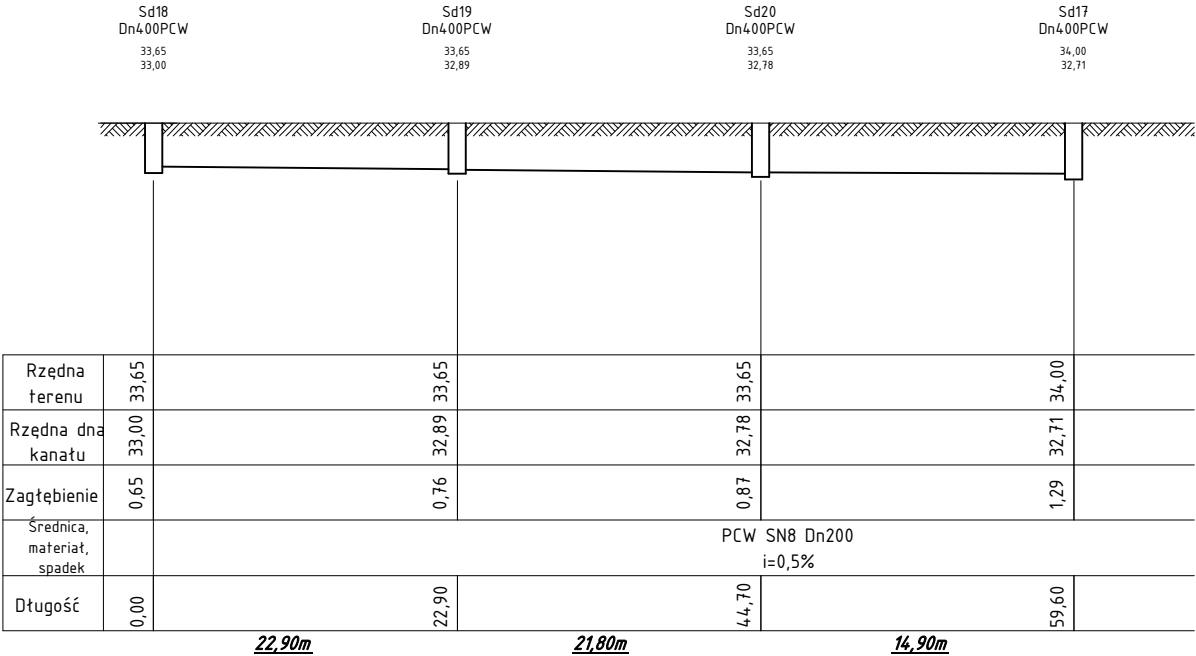 Sd18
Dn400PCW
33,65
33,00
Sd19
Dn400PCW
33,65
32,89
Sd20
Dn400PCW
33,65
32,78
Sd17
Dn400PCW
34,00
32,71
Rzędna
terenu
33,65
33,65
33,65
34,00
Rzędna dna
kanału
33,00
32,89
32,78
32,71
Zagłębienie
0,65
0,76
0,87
1,29
Średnica,
materiał,
spadek
PCW SN8 Dn200
i=0,5%
Długość
0,00
22,90
44,70
59,60
22,90m
21,80m
14,90m